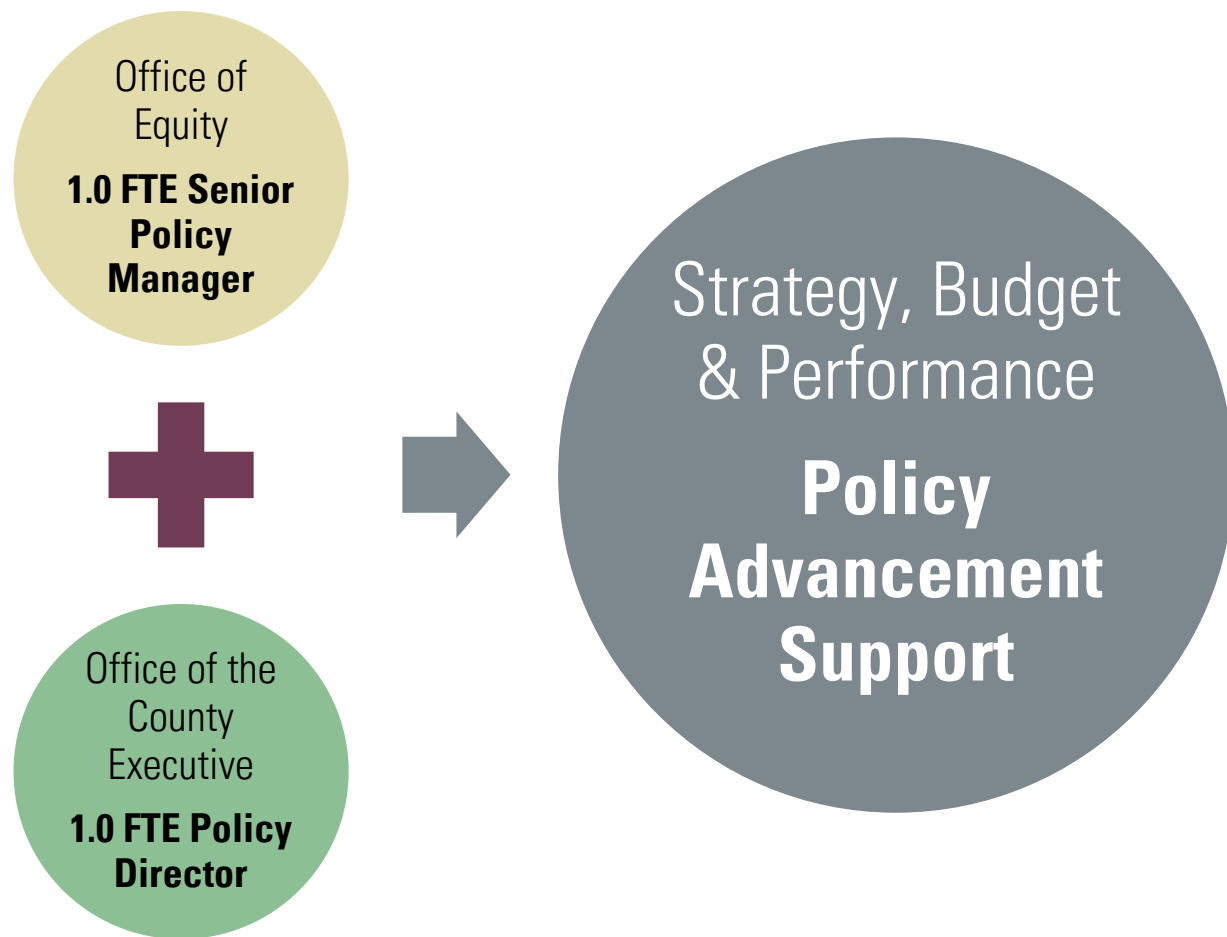 Office of
Equity
1.0 FTE Senior
Policy
Manager
Office of the
County
Executive
1.0 FTE Policy
Director
Strategy, Budget
& Performance
Policy
Advancement
Support